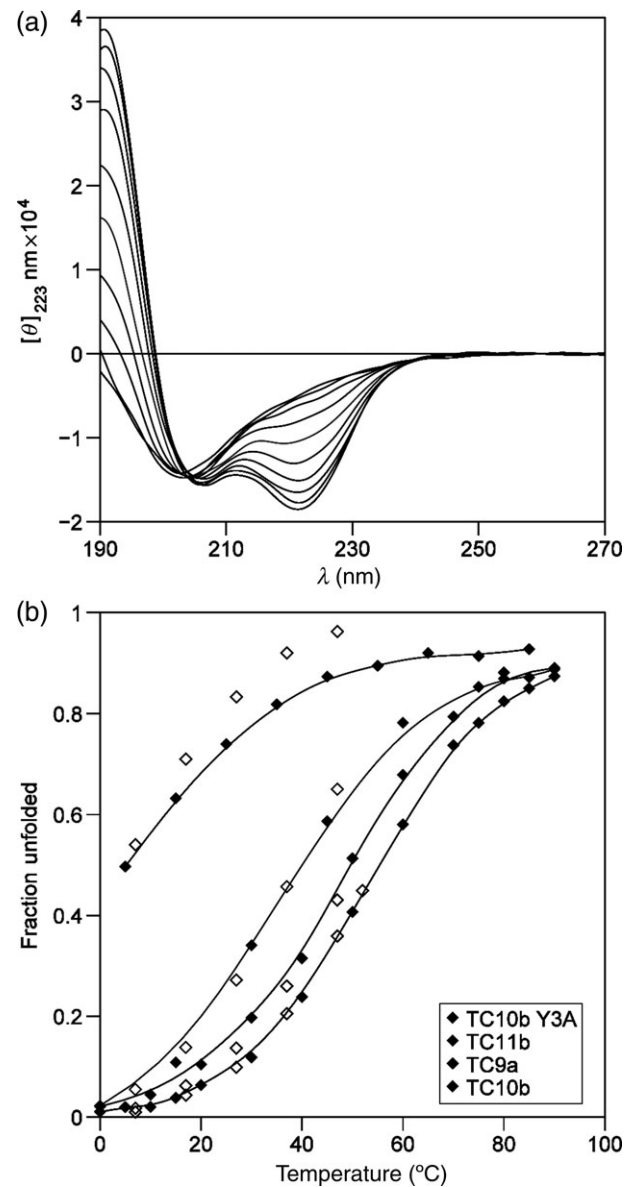 (a)
4
3
2
1
0
−1
−2
[θ]₂₂₃ nm×10⁴
190 210 230 250 270
λ (nm)
(b)
1
0.8
0.6
0.4
0.2
0
Fraction unfolded
TC10b Y3A
TC11b
TC9a
TC10b
0 20 40 60 80 100
Temperature (ºC)